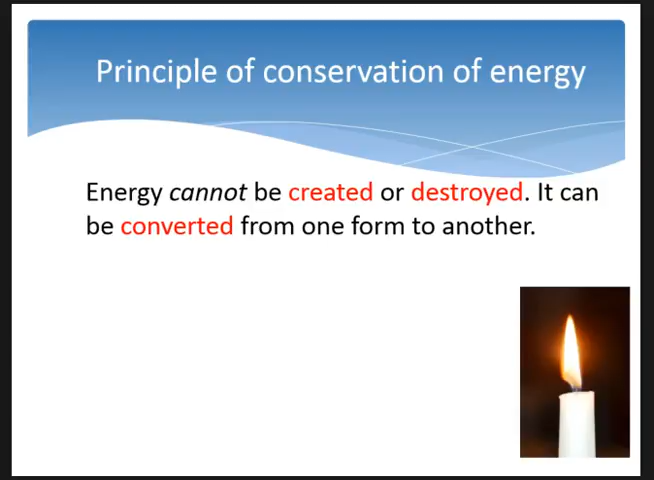 Principle of conservation of energy
Energy cannot be created or destroyed. It can
be converted from one form to another.